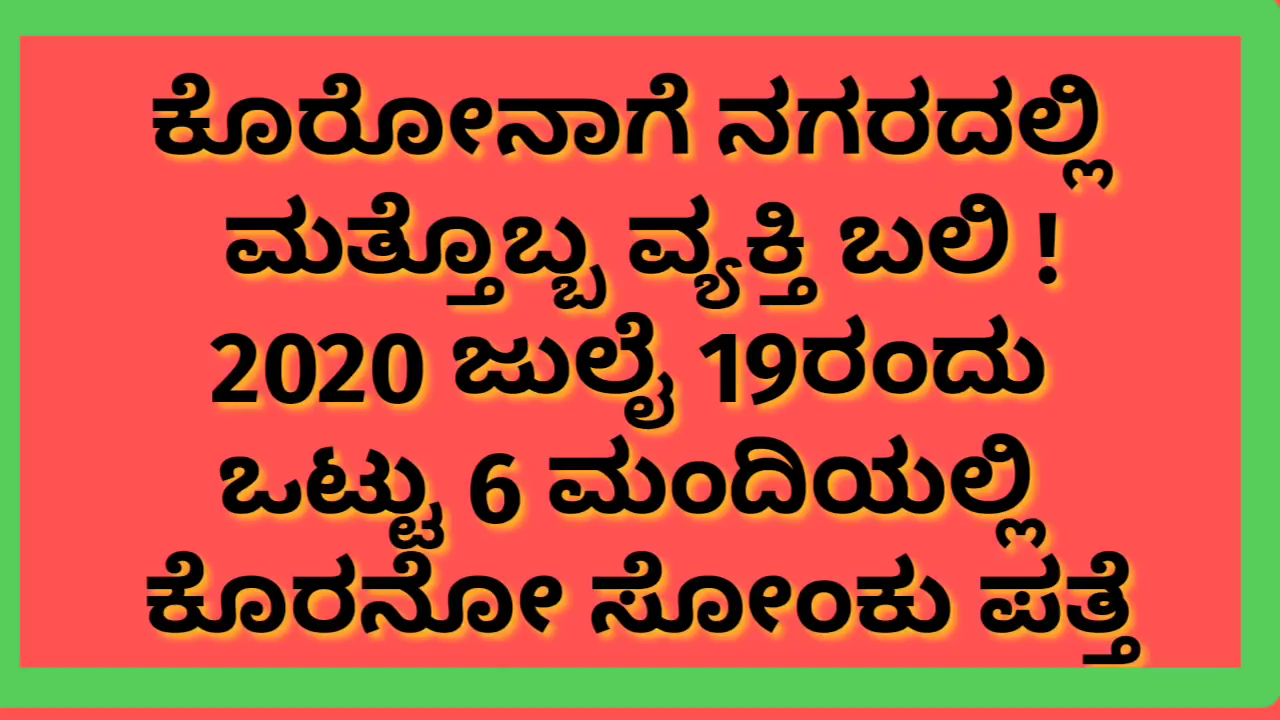 ಕೊರೋನಾಗೆ ನಗರದಲ್ಲಿ
ಮತ್ತೊಬ್ಬ ವ್ಯಕ್ತಿ ಬಲಿ !
2020 ಜುಲೈ 19ರಂದು
ಒಟ್ಟು 6 ಮಂದಿಯಲ್ಲಿ
ಕೊರನೋ ಸೋಂಕು ಪತ್ತೆ